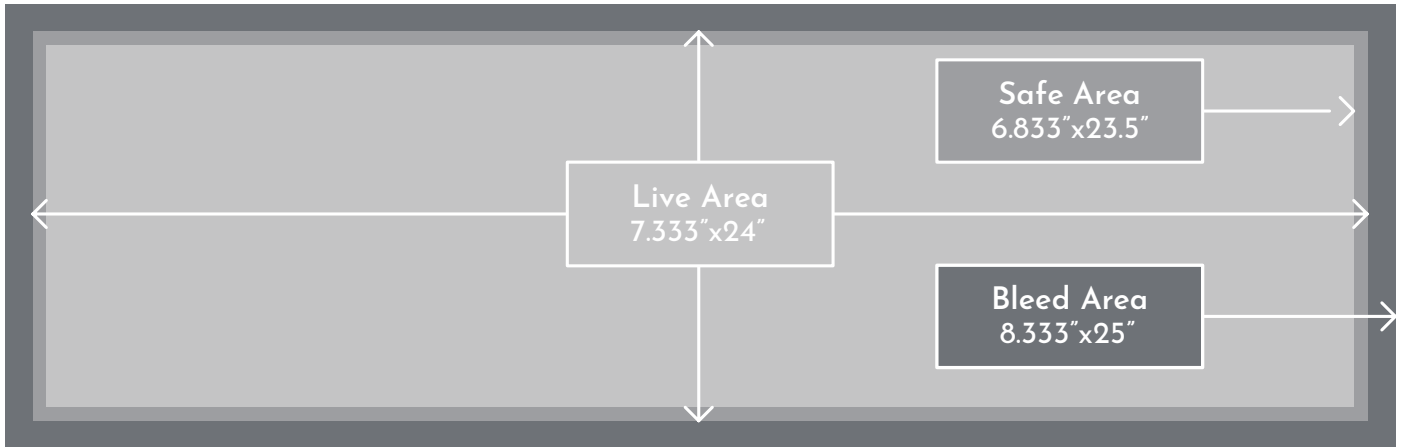 Safe Area
6.833”x23.5”
Live Area
7.333”x24”
Bleed Area
8.333”x25”